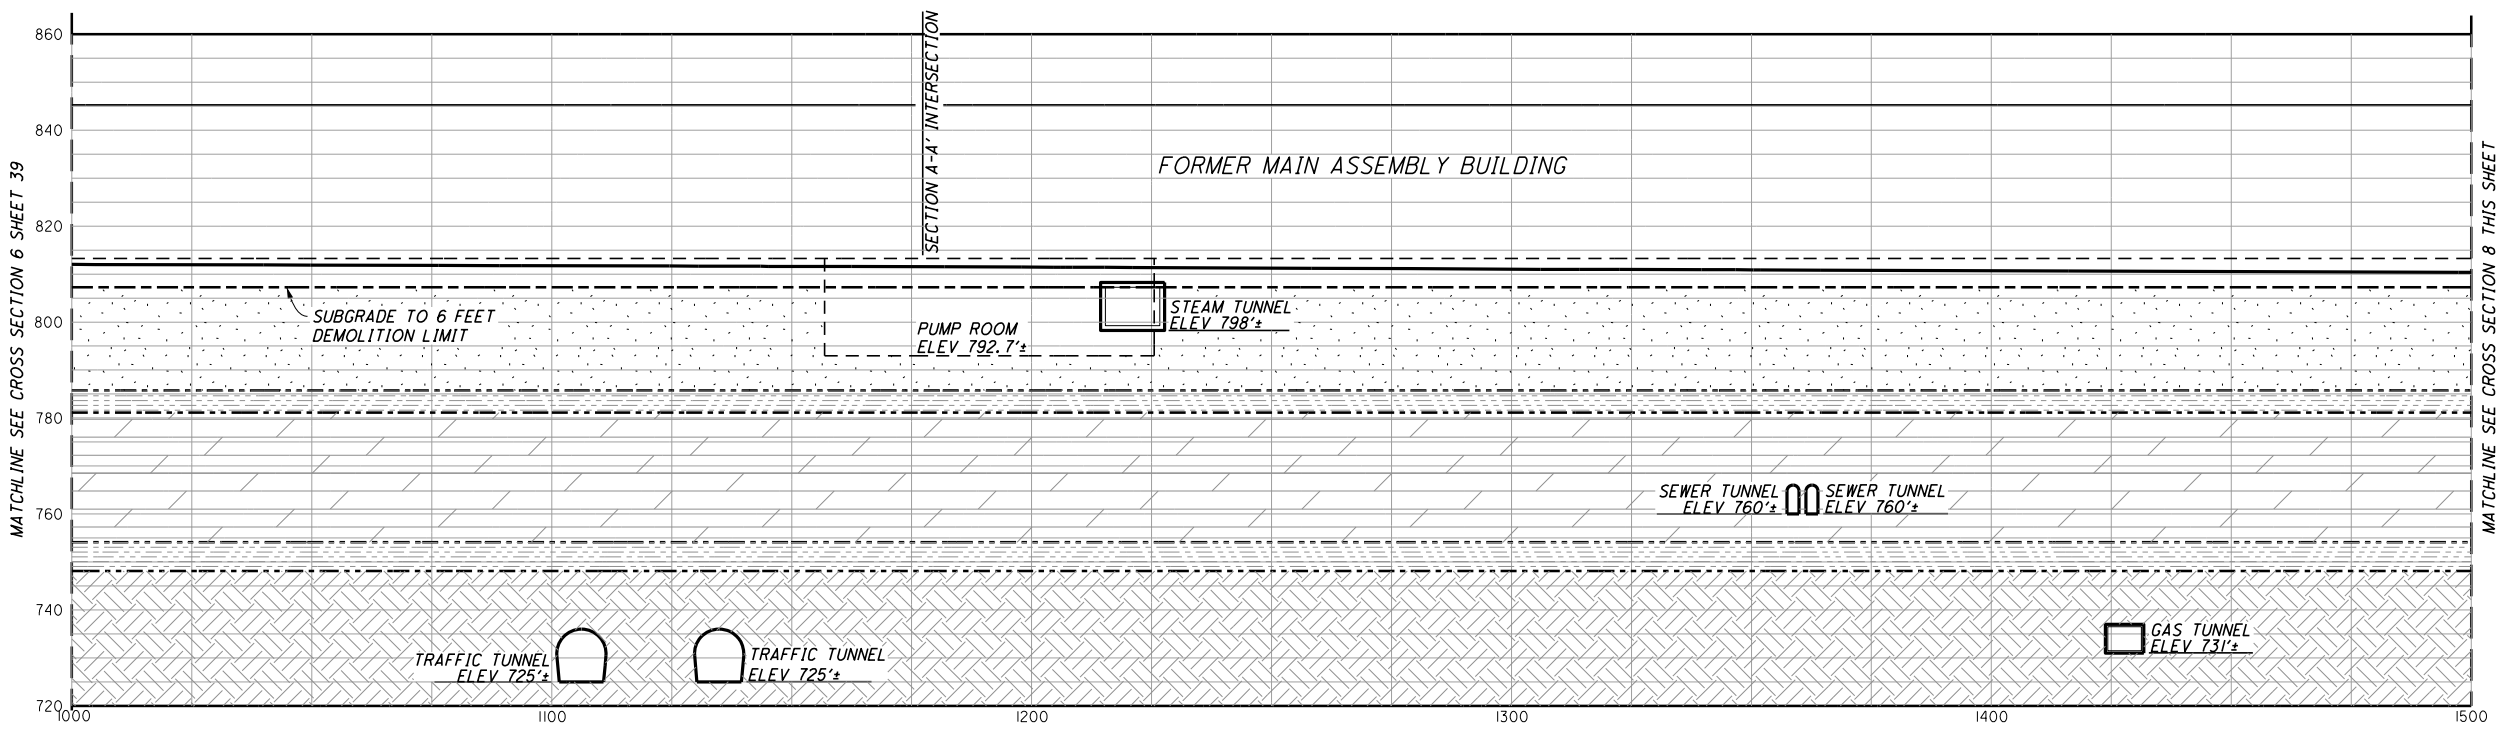 860
840
820
800
780
760
740
720
MATCHLINE SEE CROSS SECTION 6 SHEET 39
SECTION A-A' INTERSECTION
FORMER MAIN ASSEMBLY BUILDING
SUBGRADE TO 6 FEET
DEMOLITION LIMIT
PUMP ROOM
ELEV 792.7'±
STEAM TUNNEL
ELEV 798'±
SEWER TUNNEL
ELEV 760'±
SEWER TUNNEL
ELEV 760'±
TRAFFIC TUNNEL
ELEV 725'±
TRAFFIC TUNNEL
ELEV 725'±
GAS TUNNEL
ELEV 731'±
MATCHLINE SEE CROSS SECTION 8 THIS SHEET
1000
1100
1200
1300
1400
1500